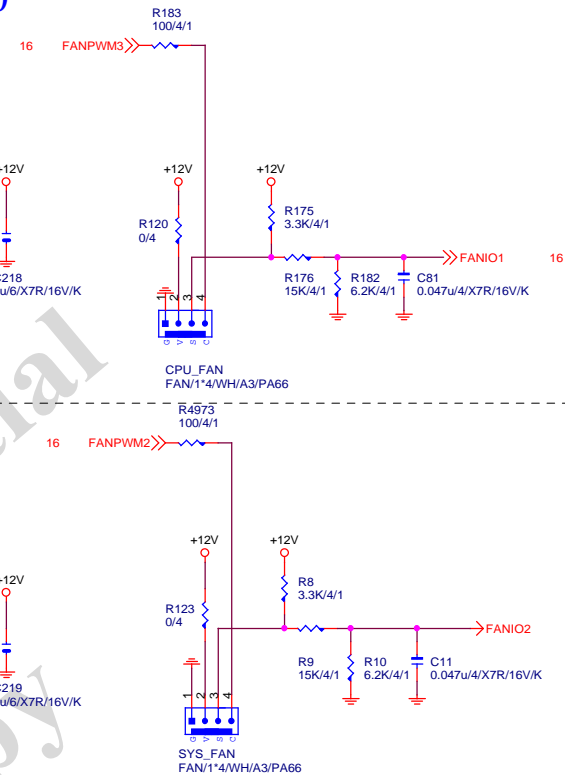 R183
100/4/1
16 FANPWM3
+12V
+12V
+12V
R120
0/4
R175
3.3K/4/1
FANIO1 16
R176
15K/4/1
R182
6.2K/4/1
C81
0.047u/4/X7R/16V/K
C218
u/6/X7R/16V/K
1 2 3 4
G V S C
CPU_FAN
FAN/1*4/WH/A3/PA66
R4973
100/4/1
16 FANPWM2
+12V
+12V
+12V
R8
3.3K/4/1
R123
0/4
FANIO2
R9
15K/4/1
R10
6.2K/4/1
C11
0.047u/4/X7R/16V/K
C219
u/6/X7R/16V/K
1 2 3 4
G V S C
SYS_FAN
FAN/1*4/WH/A3/PA66